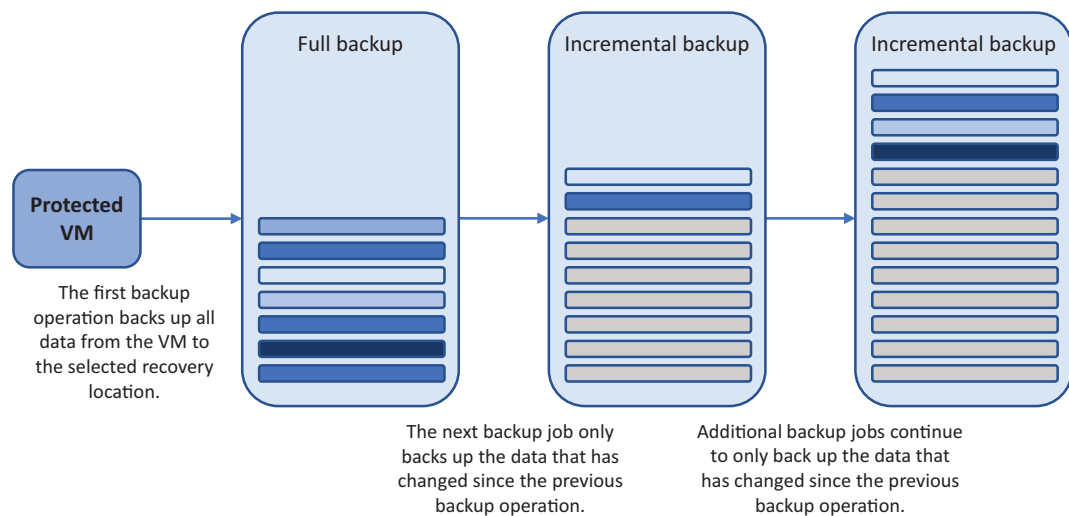 Full backup
Incremental backup
Incremental backup
Protected
VM
The first backup
operation backs up all
data from the VM to
the selected recovery
location.
The next backup job only
backs up the data that has
changed since the previous
backup operation.
Additional backup jobs continue
to only back up the data that
has changed since the previous
backup operation.